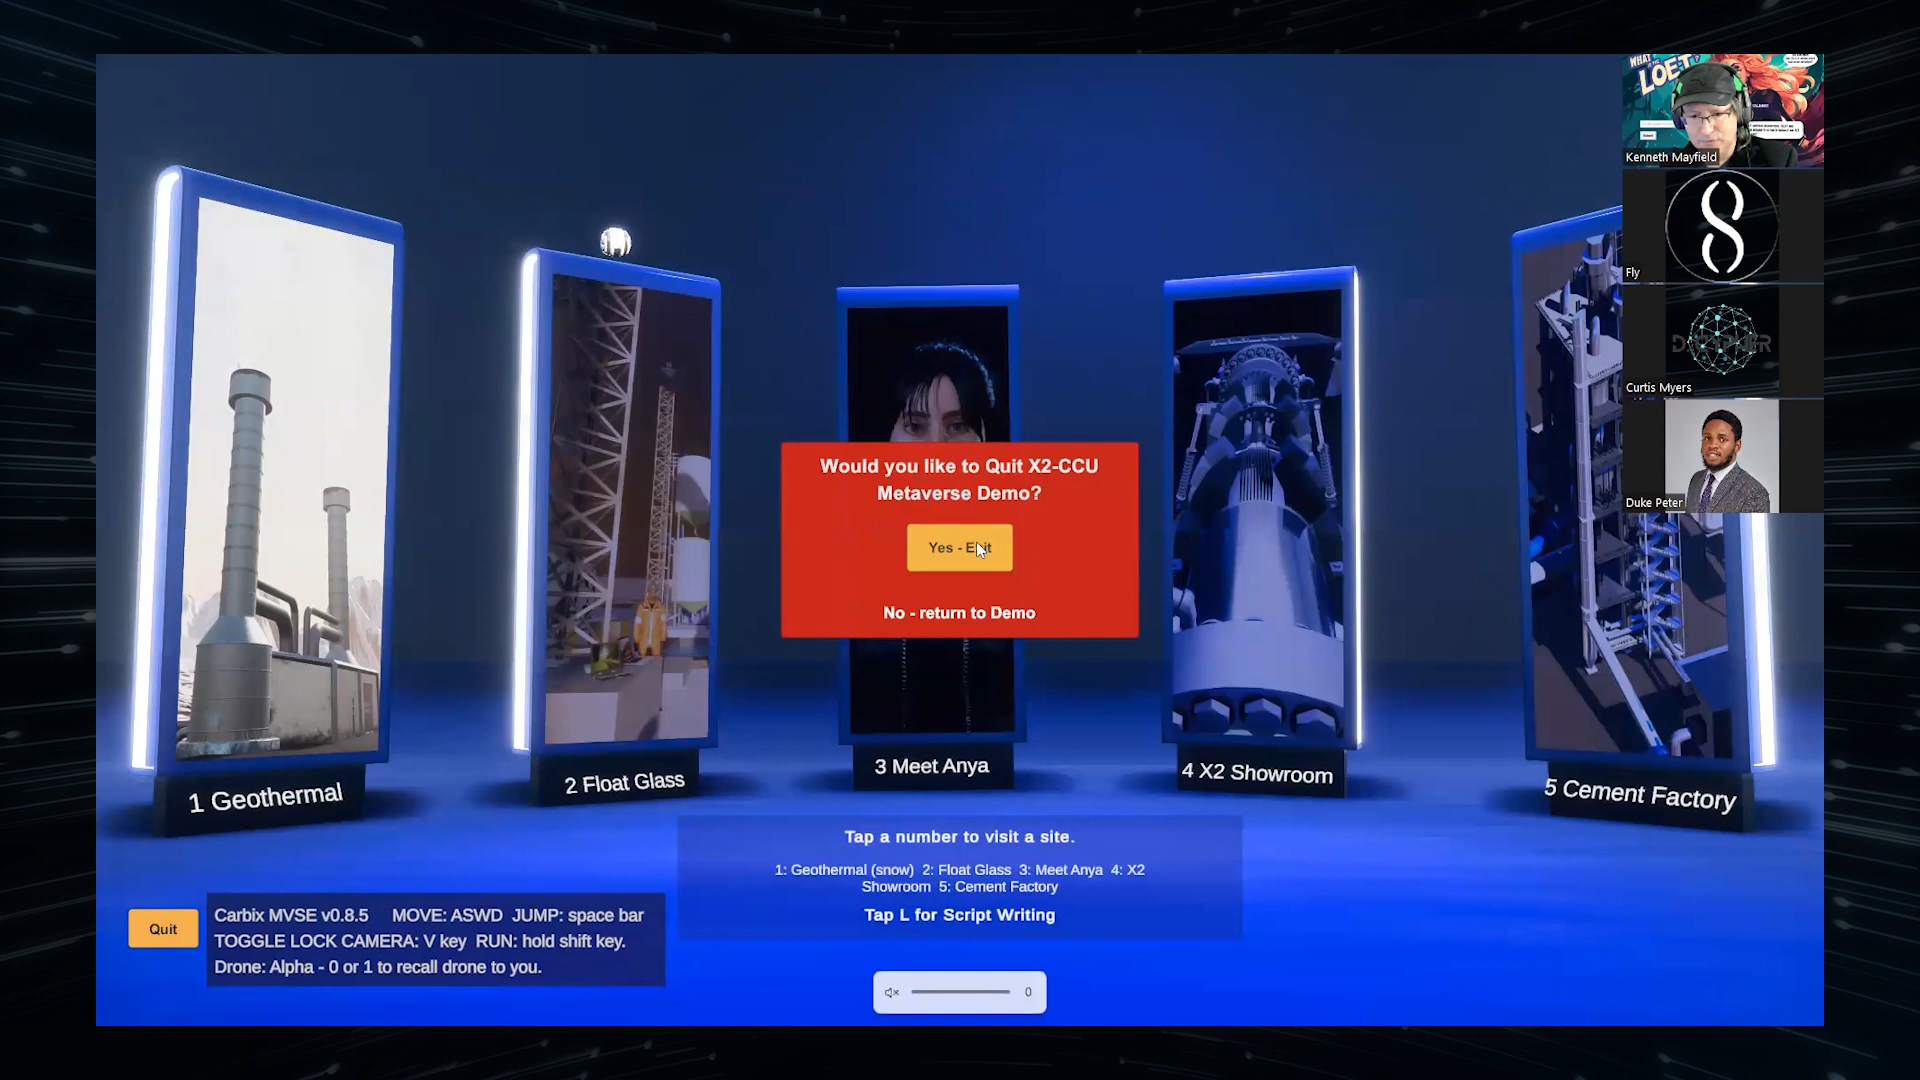 WHAT
LOET?
Kenneth Mayfield
Fly
DECYPHER
Curtis Myers
Duke Peter
Would you like to Quit X2-CCU
Metaverse Demo?
Yes - Exit
No - return to Demo
1 Geothermal
2 Float Glass
3 Meet Anya
4 X2 Showroom
5 Cement Factory
Tap a number to visit a site.
1: Geothermal (snow) 2: Float Glass 3: Meet Anya 4: X2
Showroom 5: Cement Factory
Tap L for Script Writing
Quit
Carbix MVSE v0.8.5 MOVE: ASWD JUMP: space bar
TOGGLE LOCK CAMERA: V key RUN: hold shift key.
Drone: Alpha - 0 or 1 to recall drone to you.
0